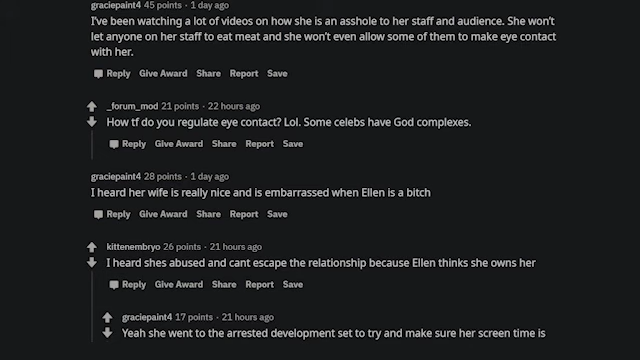 graciepaint4 45 points · 1 day ago
I've been watching a lot of videos on how she is an asshole to her staff and audience. She won't
let anyone on her staff to eat meat and she won't even allow some of them to make eye contact
with her.
Reply Give Award Share Report Save
_forum_mod 21 points · 22 hours ago
How tf do you regulate eye contact? Lol. Some celebs have God complexes.
Reply Give Award Share Report Save
graciepaint4 28 points · 1 day ago
I heard her wife is really nice and is embarrassed when Ellen is a bitch
Reply Give Award Share Report Save
kittenembryo 26 points · 21 hours ago
I heard shes abused and cant escape the relationship because Ellen thinks she owns her
Reply Give Award Share Report Save
graciepaint4 17 points · 21 hours ago
Yeah she went to the arrested development set to try and make sure her screen time is